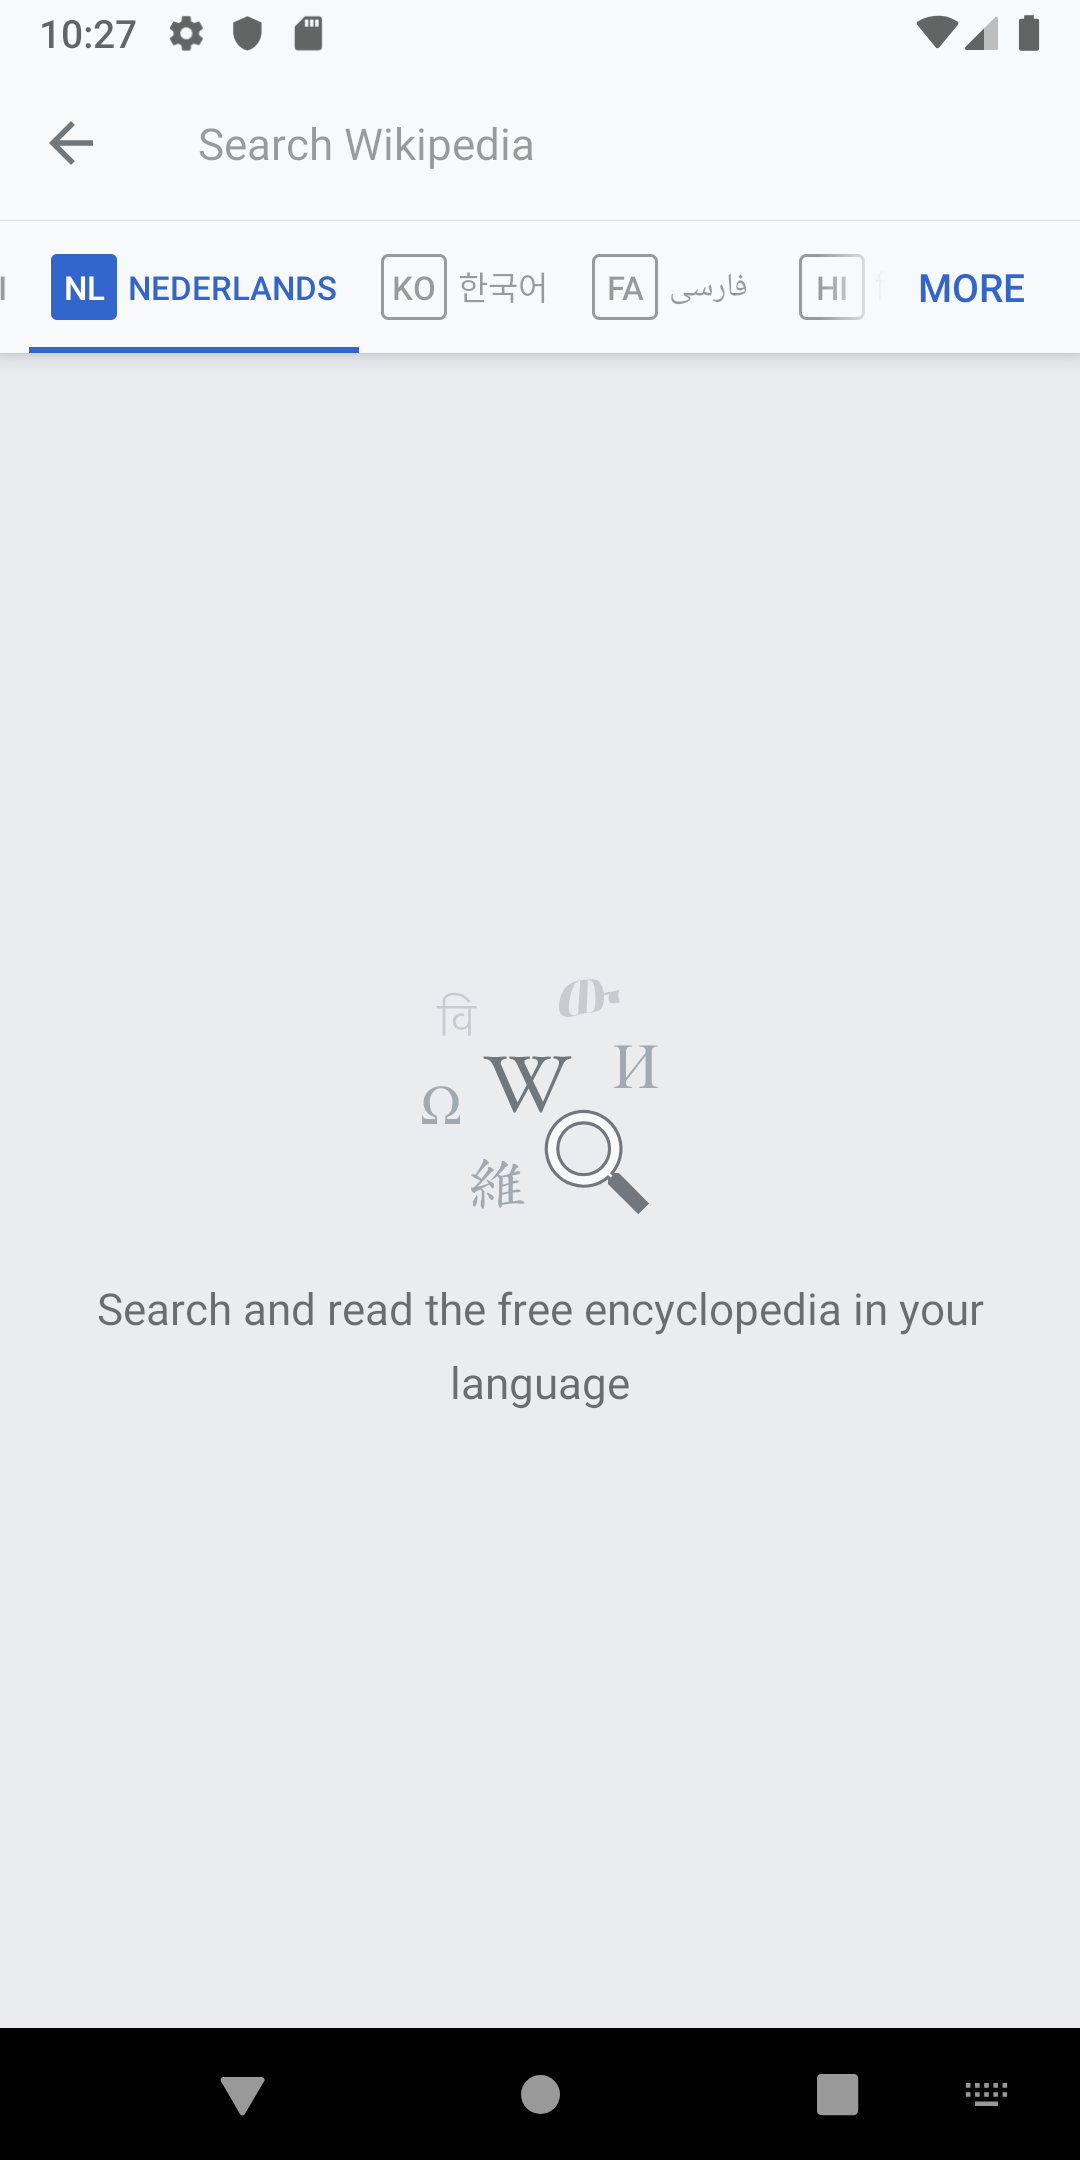 10:27
Search Wikipedia
NL NEDERLANDS KO 한국어 FA فارسی HI MORE
वि
W И
Ω
維
Search and read the free encyclopedia in your
language